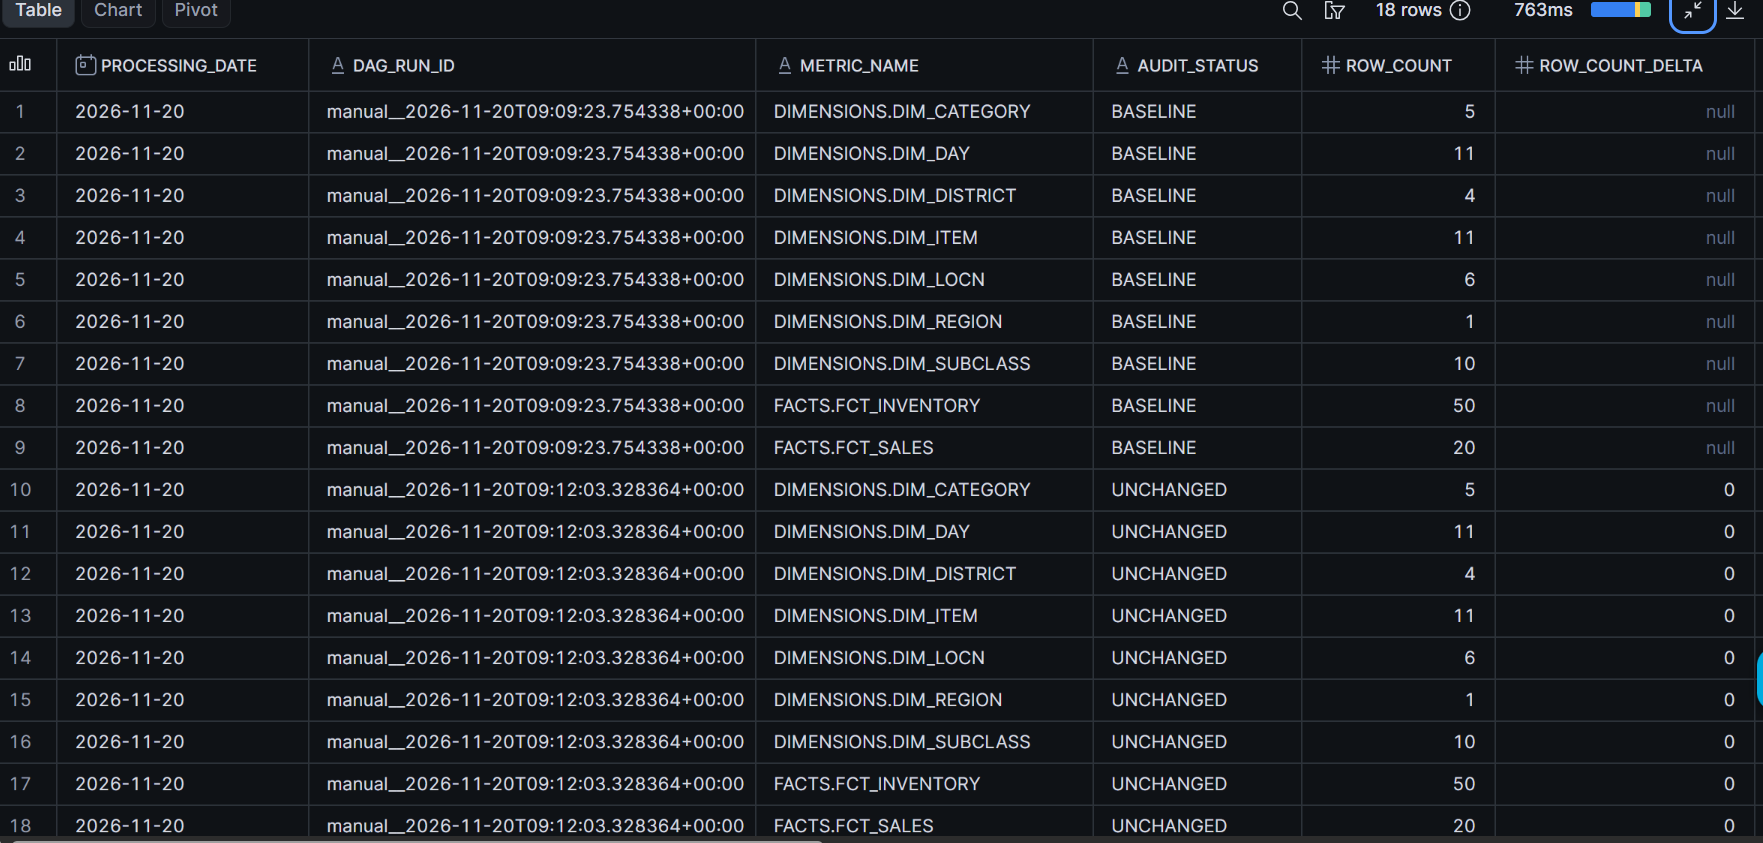 Table Chart Pivot 18 rows 763ms
PROCESSING_DATE DAG_RUN_ID METRIC_NAME AUDIT_STATUS ROW_COUNT ROW_COUNT_DELTA
1 2026-11-20 manual__2026-11-20T09:09:23.754338+00:00 DIMENSIONS.DIM_CATEGORY BASELINE 5 null
2 2026-11-20 manual__2026-11-20T09:09:23.754338+00:00 DIMENSIONS.DIM_DAY BASELINE 11 null
3 2026-11-20 manual__2026-11-20T09:09:23.754338+00:00 DIMENSIONS.DIM_DISTRICT BASELINE 4 null
4 2026-11-20 manual__2026-11-20T09:09:23.754338+00:00 DIMENSIONS.DIM_ITEM BASELINE 11 null
5 2026-11-20 manual__2026-11-20T09:09:23.754338+00:00 DIMENSIONS.DIM_LOCN BASELINE 6 null
6 2026-11-20 manual__2026-11-20T09:09:23.754338+00:00 DIMENSIONS.DIM_REGION BASELINE 1 null
7 2026-11-20 manual__2026-11-20T09:09:23.754338+00:00 DIMENSIONS.DIM_SUBCLASS BASELINE 10 null
8 2026-11-20 manual__2026-11-20T09:09:23.754338+00:00 FACTS.FCT_INVENTORY BASELINE 50 null
9 2026-11-20 manual__2026-11-20T09:09:23.754338+00:00 FACTS.FCT_SALES BASELINE 20 null
10 2026-11-20 manual__2026-11-20T09:12:03.328364+00:00 DIMENSIONS.DIM_CATEGORY UNCHANGED 5 0
11 2026-11-20 manual__2026-11-20T09:12:03.328364+00:00 DIMENSIONS.DIM_DAY UNCHANGED 11 0
12 2026-11-20 manual__2026-11-20T09:12:03.328364+00:00 DIMENSIONS.DIM_DISTRICT UNCHANGED 4 0
13 2026-11-20 manual__2026-11-20T09:12:03.328364+00:00 DIMENSIONS.DIM_ITEM UNCHANGED 11 0
14 2026-11-20 manual__2026-11-20T09:12:03.328364+00:00 DIMENSIONS.DIM_LOCN UNCHANGED 6 0
15 2026-11-20 manual__2026-11-20T09:12:03.328364+00:00 DIMENSIONS.DIM_REGION UNCHANGED 1 0
16 2026-11-20 manual__2026-11-20T09:12:03.328364+00:00 DIMENSIONS.DIM_SUBCLASS UNCHANGED 10 0
17 2026-11-20 manual__2026-11-20T09:12:03.328364+00:00 FACTS.FCT_INVENTORY UNCHANGED 50 0
18 2026-11-20 manual__2026-11-20T09:12:03.328364+00:00 FACTS.FCT_SALES UNCHANGED 20 0